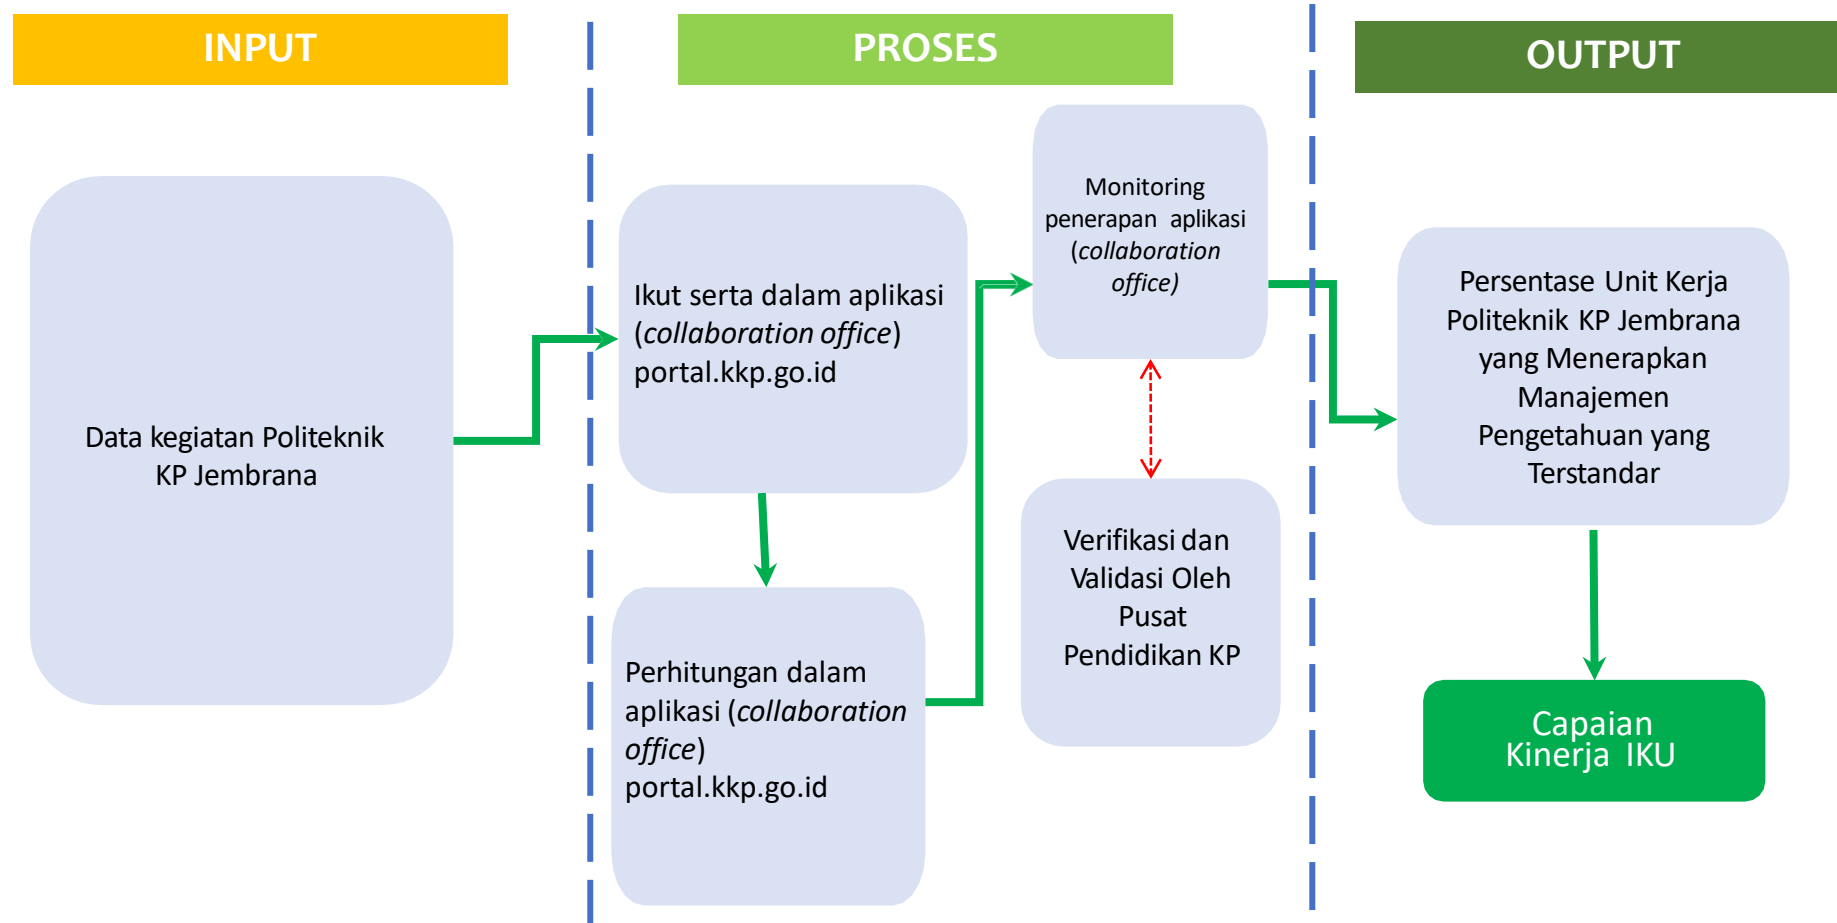 INPUT
PROSES
OUTPUT
Data kegiatan Politeknik
KP Jembrana
Ikut serta dalam aplikasi
(collaboration office)
portal.kkp.go.id
Perhitungan dalam
aplikasi (collaboration
office)
portal.kkp.go.id
Monitoring
penerapan aplikasi
(collaboration
office)
Verifikasi dan
Validasi Oleh
Pusat
Pendidikan KP
Persentase Unit Kerja
Politeknik KP Jembrana
yang Menerapkan
Manajemen
Pengetahuan yang
Terstandar
Capaian
Kinerja IKU